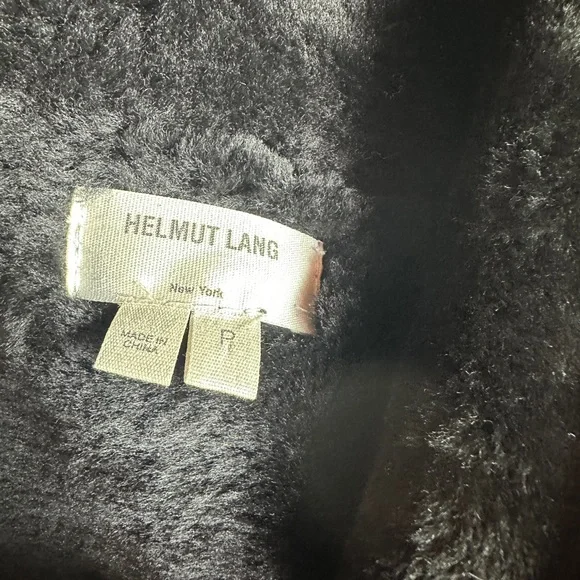 HELMUT LANG
New York
MADE IN
CHINA
P